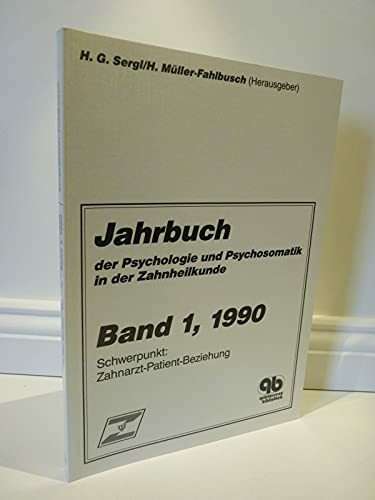 H. G. Sergl/H. Müller-Fahlbusch (Herausgeber)
Jahrbuch
der Psychologie und Psychosomatik
in der Zahnheilkunde
Band 1, 1990
Schwerpunkt:
Zahnarzt-Patient-Beziehung